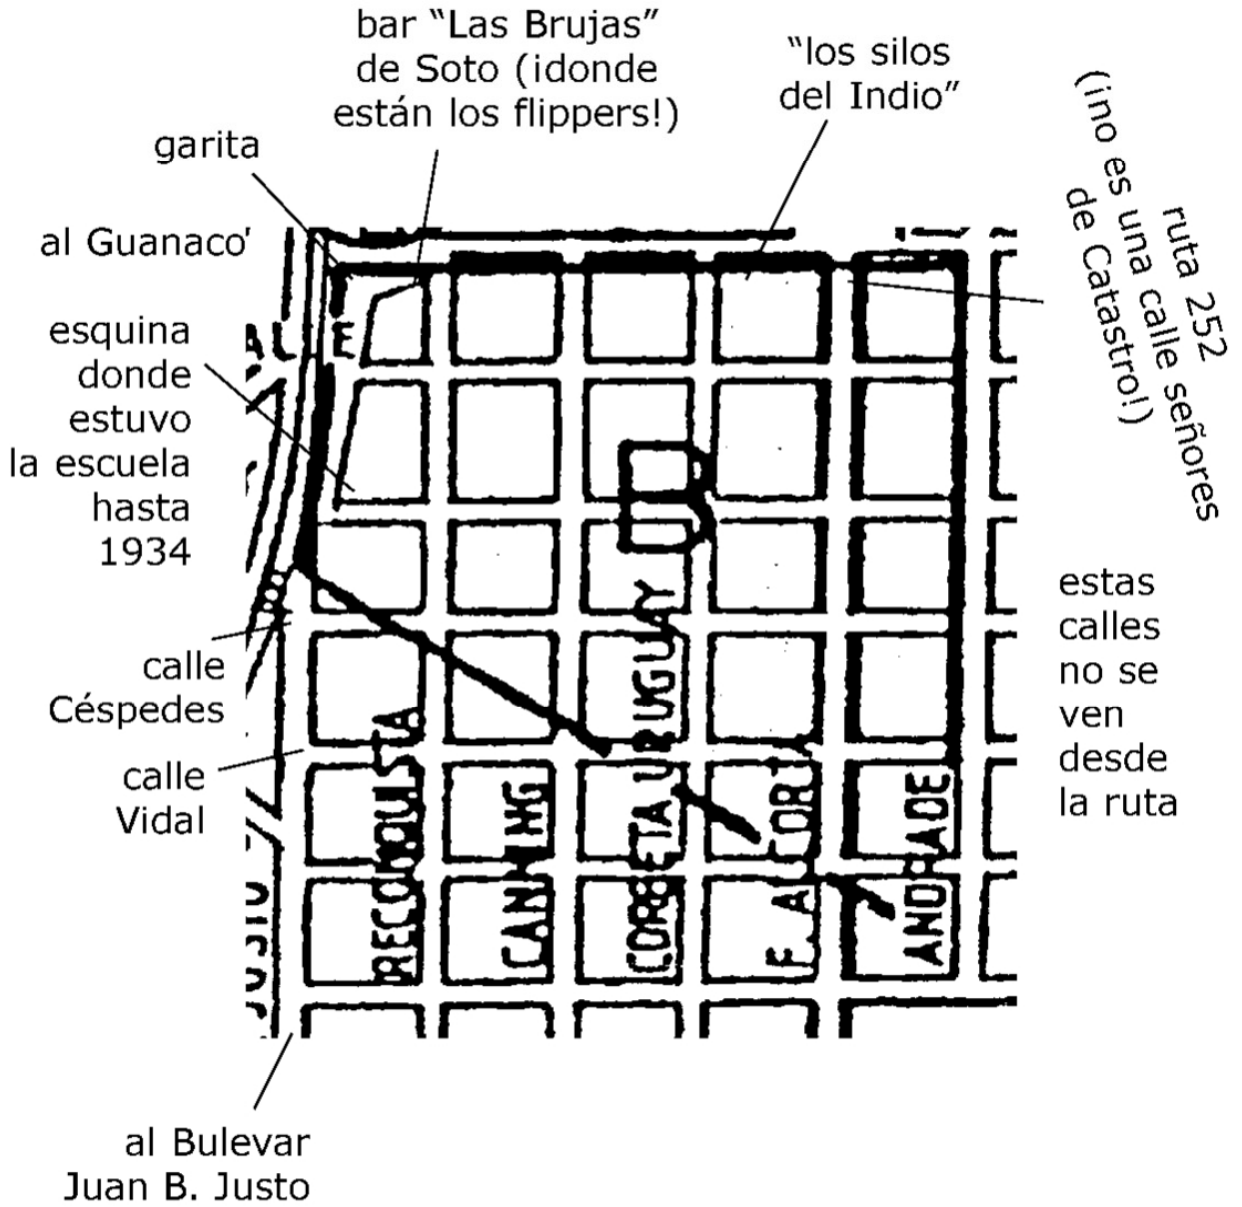 bar “Las Brujas”
de Soto (¡donde
están los flippers!)
“los silos
del Indio”
garita
al Guanaco
ruta 252
(¡no es una calle señores
de Catastro!)
esquina
donde
estuvo
la escuela
hasta
1934
estas
calles
no se
ven
desde
la ruta
calle
Céspedes
calle
Vidal
RECONQUISTA
CANNING
CORBETA URUGUAY
F. ALCORTA
ANDRADE
JUSTO
al Bulevar
Juan B. Justo